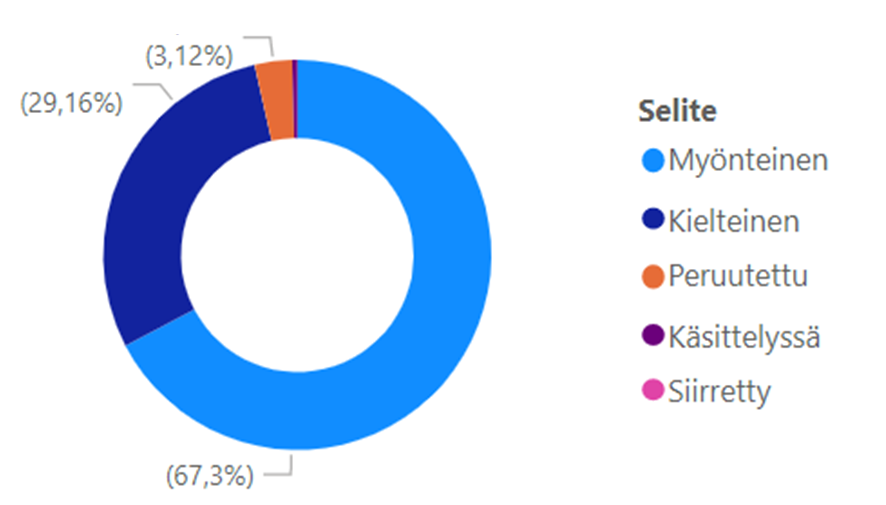 (3,12%)
(29,16%)
(67,3%)
Selite
Myönteinen
Kielteinen
Peruutettu
Käsittelyssä
Siirretty